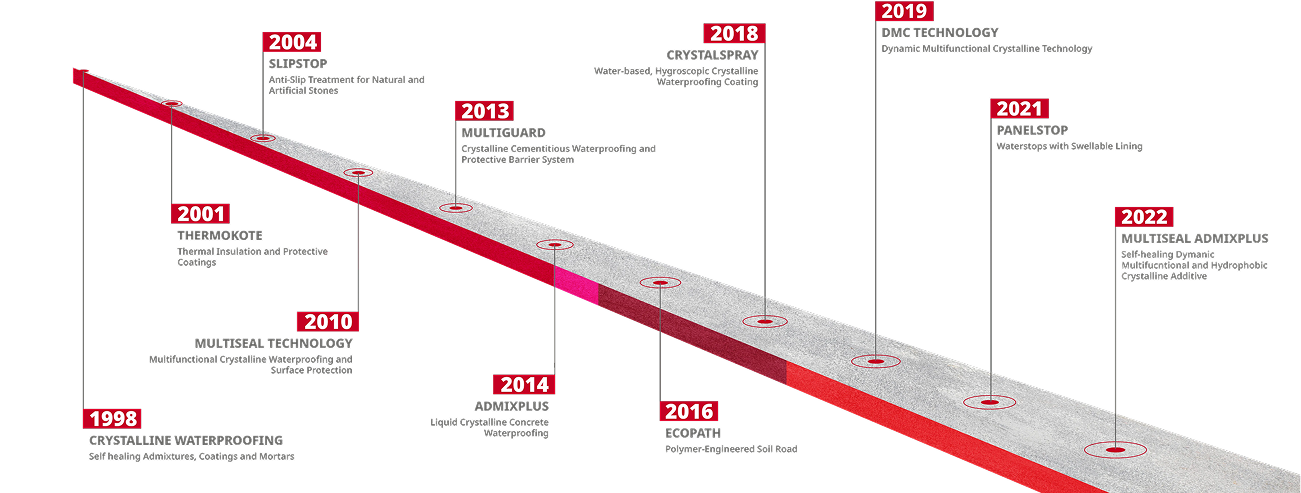 1998
CRYSTALLINE WATERPROOFING
Self healing Admixtures, Coatings and Mortars
2001
THERMOKOTE
Thermal Insulation and Protective
Coatings
2004
SLIPSTOP
Anti-Slip Treatment for Natural and
Artificial Stones
2010
MULTISEAL TECHNOLOGY
Multifunctional Crystalline Waterproofing and
Surface Protection
2013
MULTIGUARD
Crystalline Cementitious Waterproofing and
Protective Barrier System
2014
ADMIXPLUS
Liquid Crystalline Concrete
Waterproofing
2016
ECOPATH
Polymer-Engineered Soil Road
2018
CRYSTALSPRAY
Water-based, Hygroscopic Crystalline
Waterproofing Coating
2019
DMC TECHNOLOGY
Dynamic Multifunctional Crystalline Technology
2021
PANELSTOP
Waterstops with Swellable Lining
2022
MULTISEAL ADMIXPLUS
Self-healing Dymanic
Multifucntional and Hydrophobic
Crystalline Additive